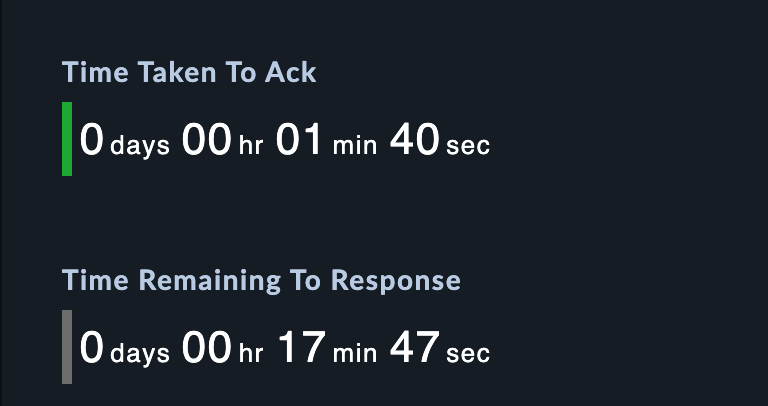 Time Taken To Ack
0 days 00 hr 01 min 40 sec
Time Remaining To Response
0 days 00 hr 17 min 47 sec